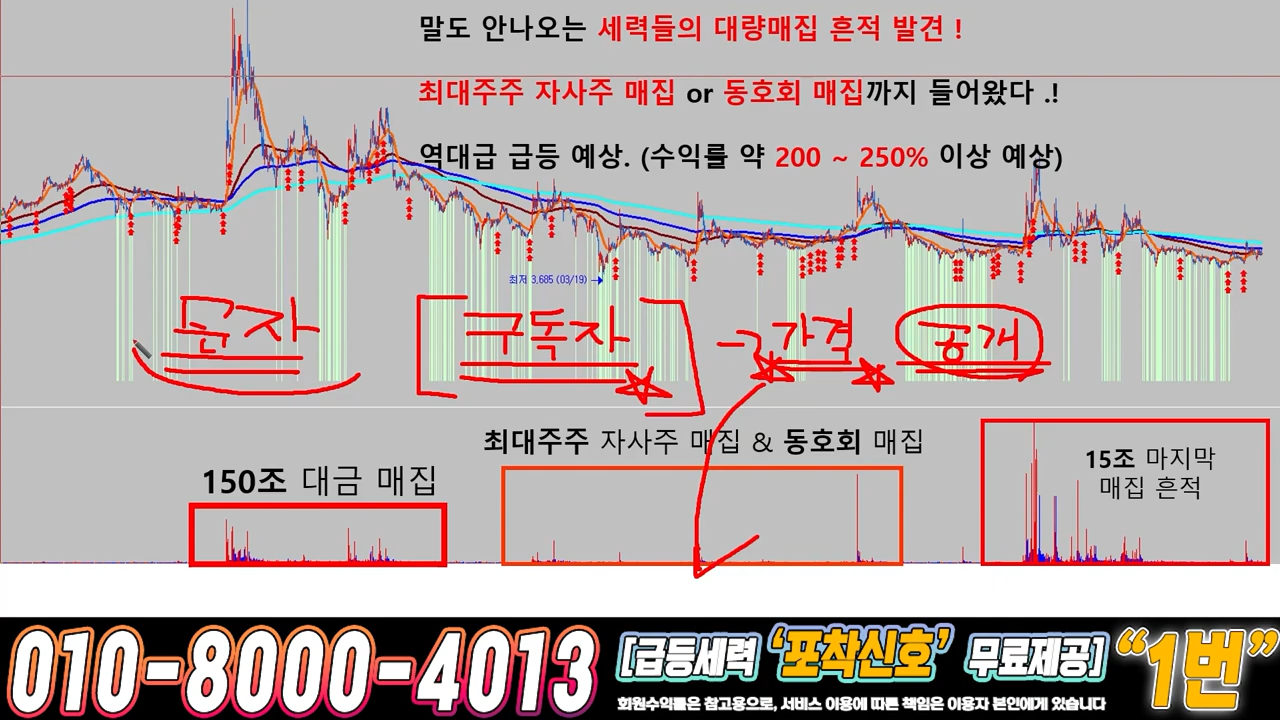 말도 안나오는 세력들의 대량매집 흔적 발견 !
최대주주 자사주 매집 or 동호회 매집까지 들어왔다 .!
역대급 급등 예상. (수익률 약 200 ~ 250% 이상 예상)
최저 3,685 (03/19)
문자 구독자 가격 공개
최대주주 자사주 매집 & 동호회 매집
150조 대금 매집
15조 마지막
매집 흔적
010-8000-4013
[급등세력 ‘포착신호’ 무료제공] “1번”
회원수익률은 참고용으로, 서비스 이용에 따른 책임은 이용자 본인에게 있습니다